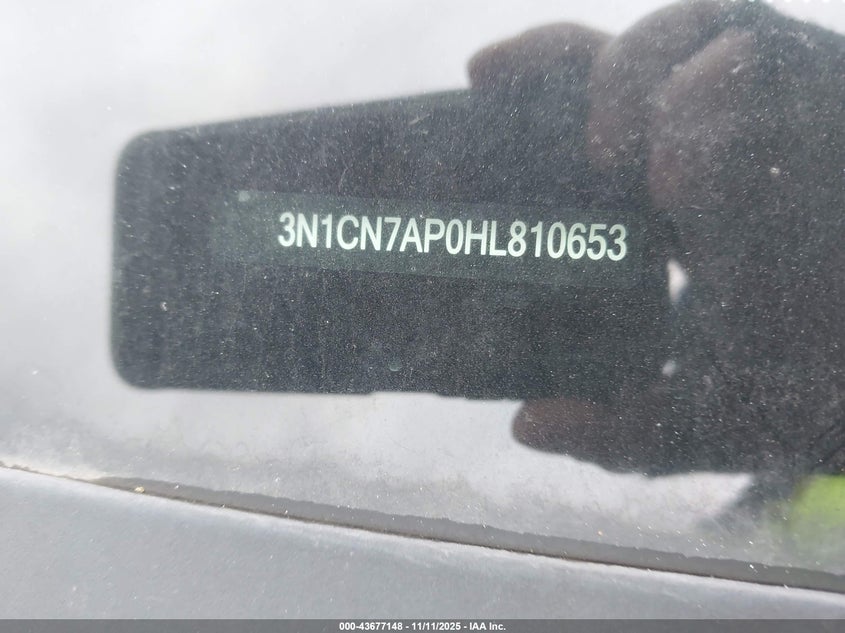 3N1CN7AP0HL810653
000-43677148 - 11/11/2025 - IAA Inc.